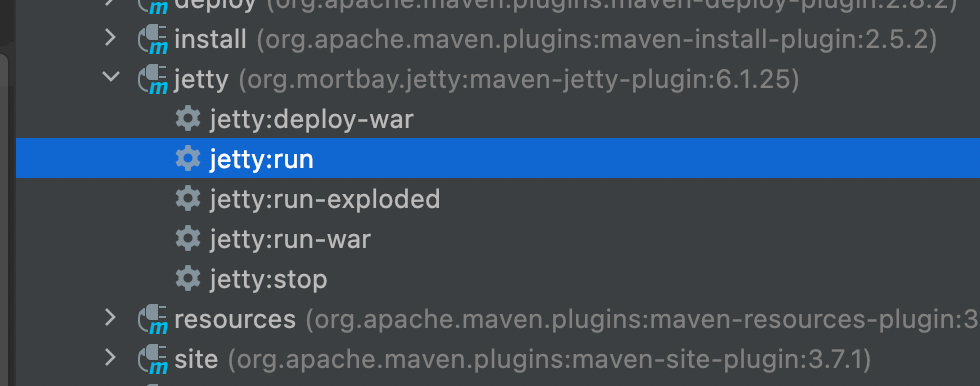 deploy (org.apache.maven.plugins:maven-deploy-plugin:2.8.2)
install (org.apache.maven.plugins:maven-install-plugin:2.5.2)
jetty (org.mortbay.jetty:maven-jetty-plugin:6.1.25)
jetty:deploy-war
jetty:run
jetty:run-exploded
jetty:run-war
jetty:stop
resources (org.apache.maven.plugins:maven-resources-plugin:3
site (org.apache.maven.plugins:maven-site-plugin:3.7.1)